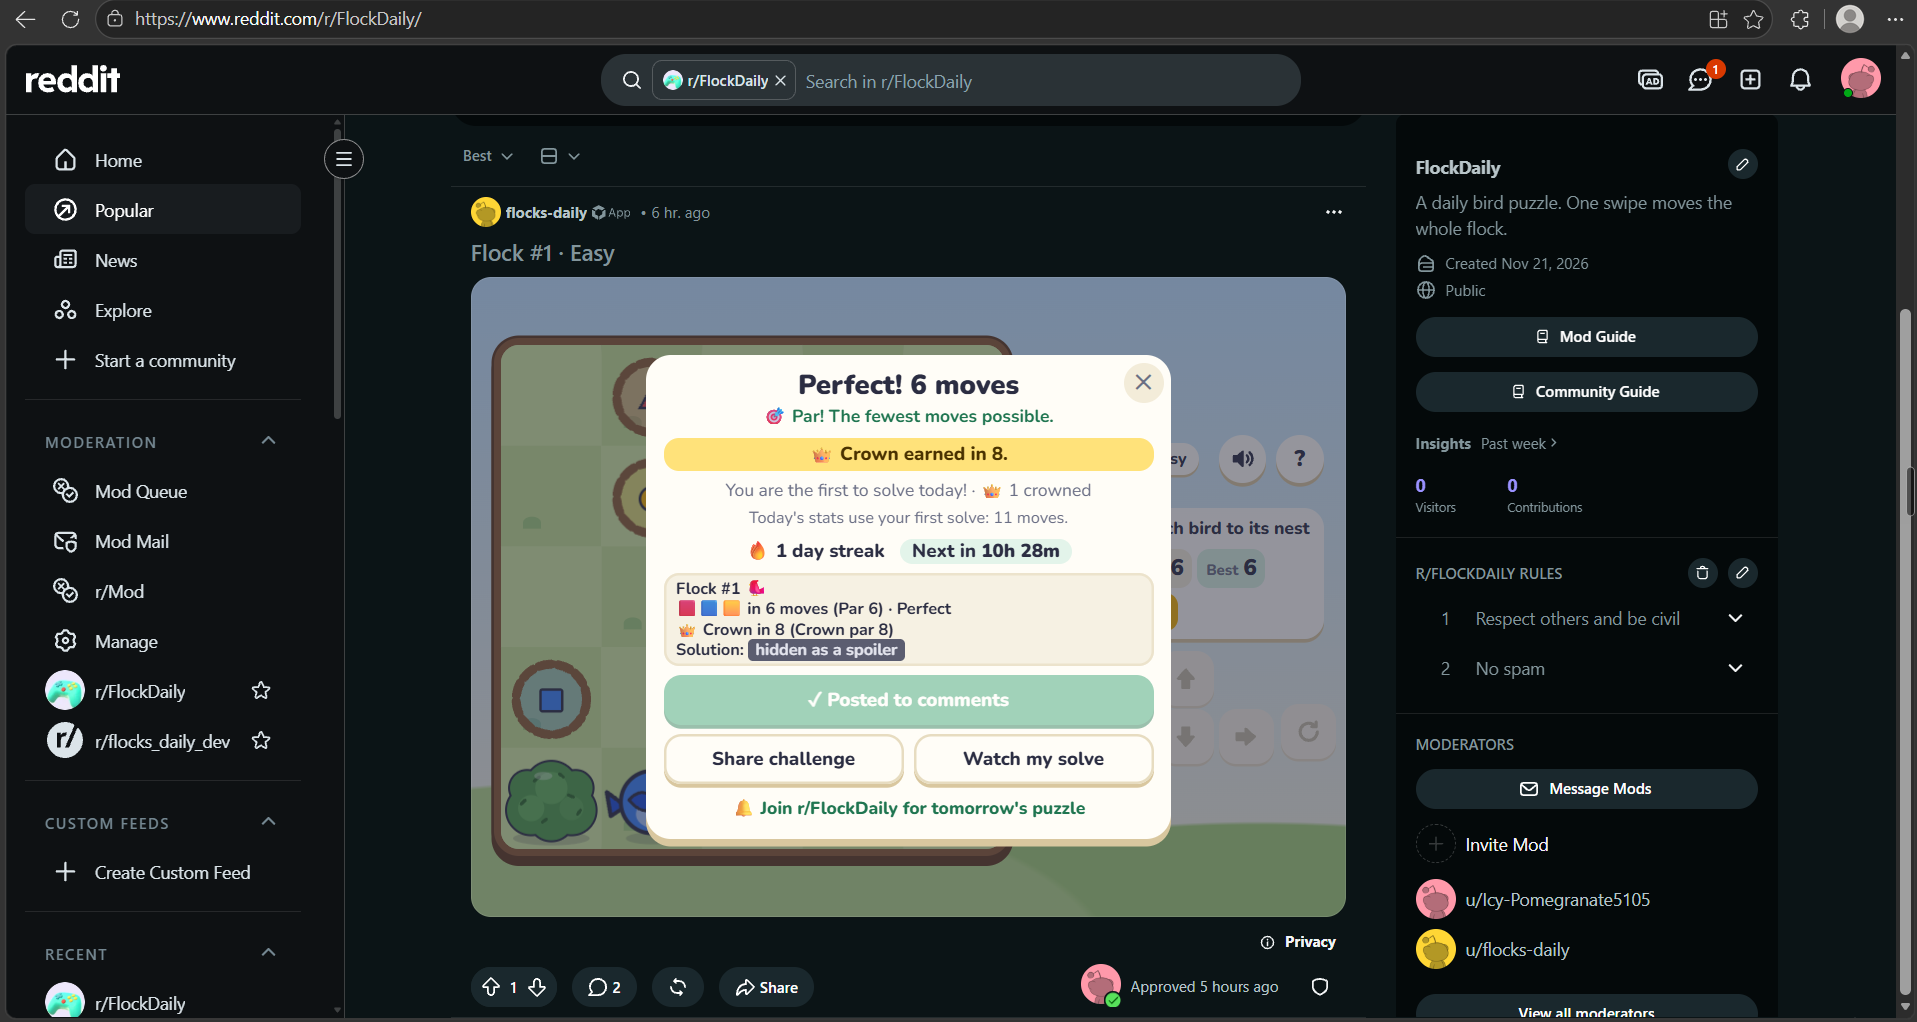 https://www.reddit.com/r/FlockDaily/
reddit
r/FlockDaily
Search in r/FlockDaily
AD
1
Home
Popular
News
Explore
Start a community
MODERATION
Mod Queue
Mod Mail
r/Mod
Manage
r/FlockDaily
r/flocks_daily_dev
CUSTOM FEEDS
Create Custom Feed
RECENT
r/FlockDaily
Best
flocks-daily App • 6 hr. ago
Flock #1 · Easy
Perfect! 6 moves
Par! The fewest moves possible.
Crown earned in 8.
You are the first to solve today! · 1 crowned
Today's stats use your first solve: 11 moves.
1 day streak
Next in 10h 28m
Flock #1
in 6 moves (Par 6) · Perfect
Crown in 8 (Crown par 8)
Solution: hidden as a spoiler
✓ Posted to comments
Share challenge
Watch my solve
Join r/FlockDaily for tomorrow's puzzle
sy
?
h bird to its nest
6
Best 6
Privacy
1
2
Share
Approved 5 hours ago
FlockDaily
A daily bird puzzle. One swipe moves the
whole flock.
Created Nov 21, 2026
Public
Mod Guide
Community Guide
Insights Past week
0
Visitors
0
Contributions
R/FLOCKDAILY RULES
1 Respect others and be civil
2 No spam
MODERATORS
Message Mods
Invite Mod
u/Icy-Pomegranate5105
u/flocks-daily
View all moderators